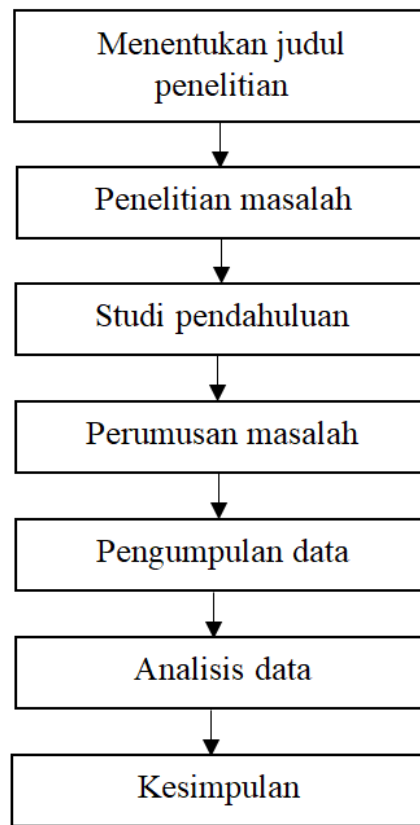 Menentukan judul
penelitian
Penelitian masalah
Studi pendahuluan
Perumusan masalah
Pengumpulan data
Analisis data
Kesimpulan